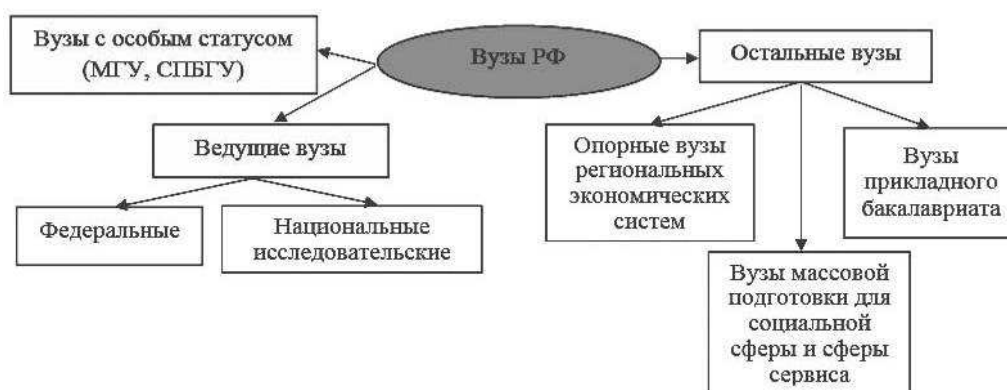 Вузы с особым статусом
(МГУ, СПБГУ)
Вузы РФ
Остальные вузы
Ведущие вузы
Федеральные
Национальные
исследовательские
Опорные вузы
региональных
экономических
систем
Вузы
прикладного
бакалавриата
Вузы массовой
подготовки для
социальной
сферы и сферы
сервиса